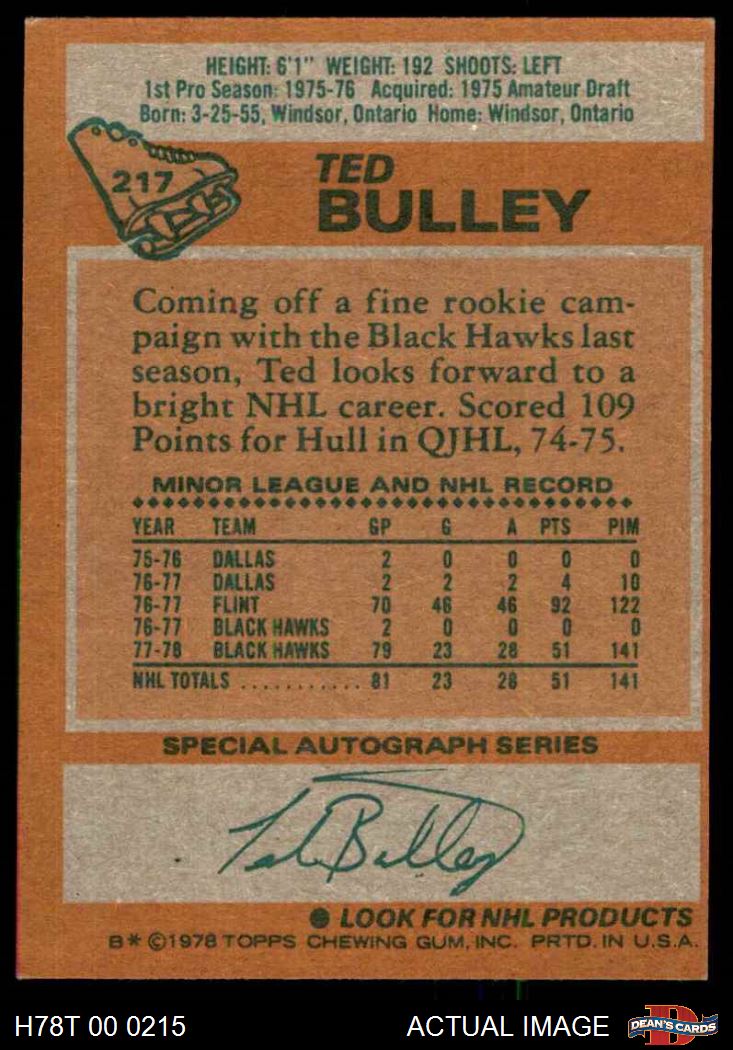 HEIGHT: 6'1" WEIGHT: 192 SHOOTS: LEFT
1st Pro Season: 1975-76 Acquired: 1975 Amateur Draft
Born: 3-25-55, Windsor, Ontario Home: Windsor, Ontario
217
TED
BULLEY
Coming off a fine rookie cam-
paign with the Black Hawks last
season, Ted looks forward to a
bright NHL career. Scored 109
Points for Hull in QJHL, 74-75.
MINOR LEAGUE AND NHL RECORD
YEAR TEAM GP G A PTS PIM
75-76 DALLAS 2 0 0 0 0
76-77 DALLAS 2 2 2 4 10
76-77 FLINT 70 46 46 92 122
76-77 BLACK HAWKS 2 0 0 0 0
77-78 BLACK HAWKS 79 23 28 51 141
NHL TOTALS ............ 81 23 28 51 141
SPECIAL AUTOGRAPH SERIES
Ted Bulley
● LOOK FOR NHL PRODUCTS
B* ©1978 TOPPS CHEWING GUM, INC. PRTD. IN U.S.A.
H78T 00 0215 ACTUAL IMAGE
DEAN'S CARDS